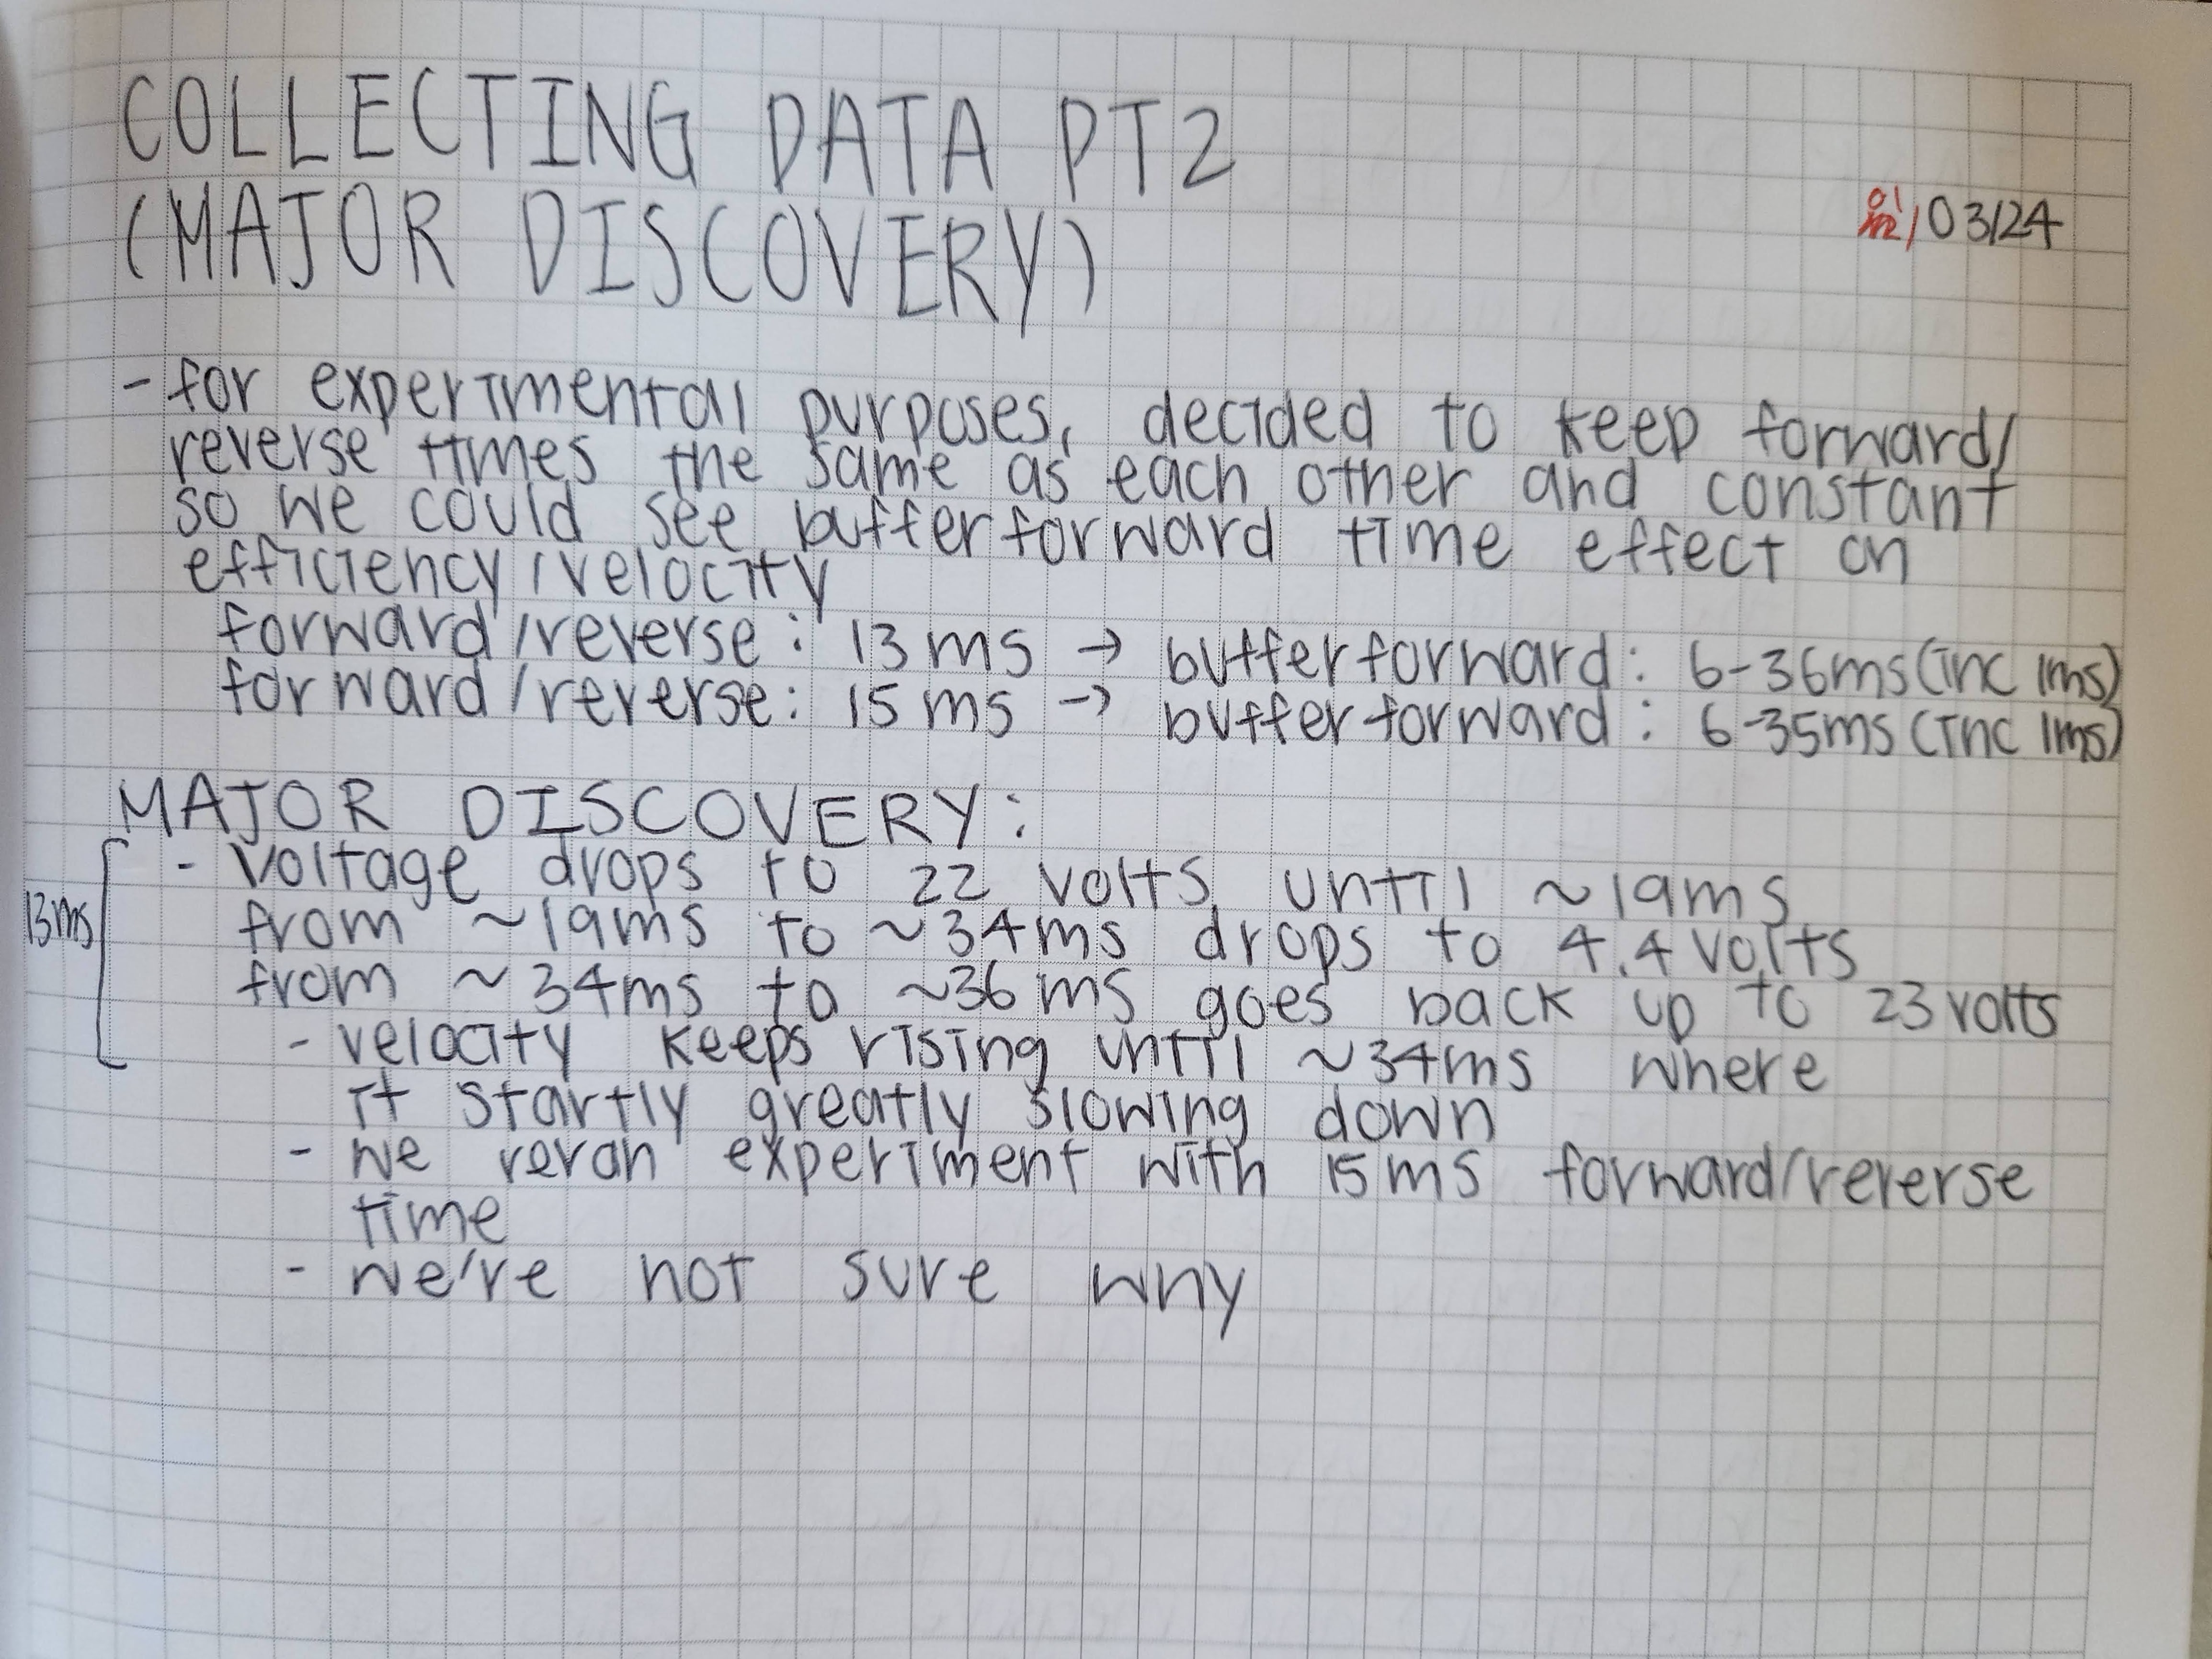 COLLECTING DATA PT2
(MAJOR DISCOVERY)
01/03/24
- for experimental purposes, decided to keep forward/
reverse times the same as each other and constant
so we could see bufferforward time effect on
efficiency/velocity
forward/reverse: 13 ms → bufferforward: 6-36ms (inc 1ms)
forward/reverse: 15 ms → bufferforward: 6-35ms (inc 1ms)
MAJOR DISCOVERY:
13ms
- Voltage drops to 22 volts until ~19ms
from ~19ms to ~34ms drops to 4.4 volts
from ~34ms to ~36ms goes back up to 23 volts
- velocity keeps rising until ~34ms where
it startly greatly slowing down
- we reran experiment with 15ms forward/reverse
time
- we're not sure why